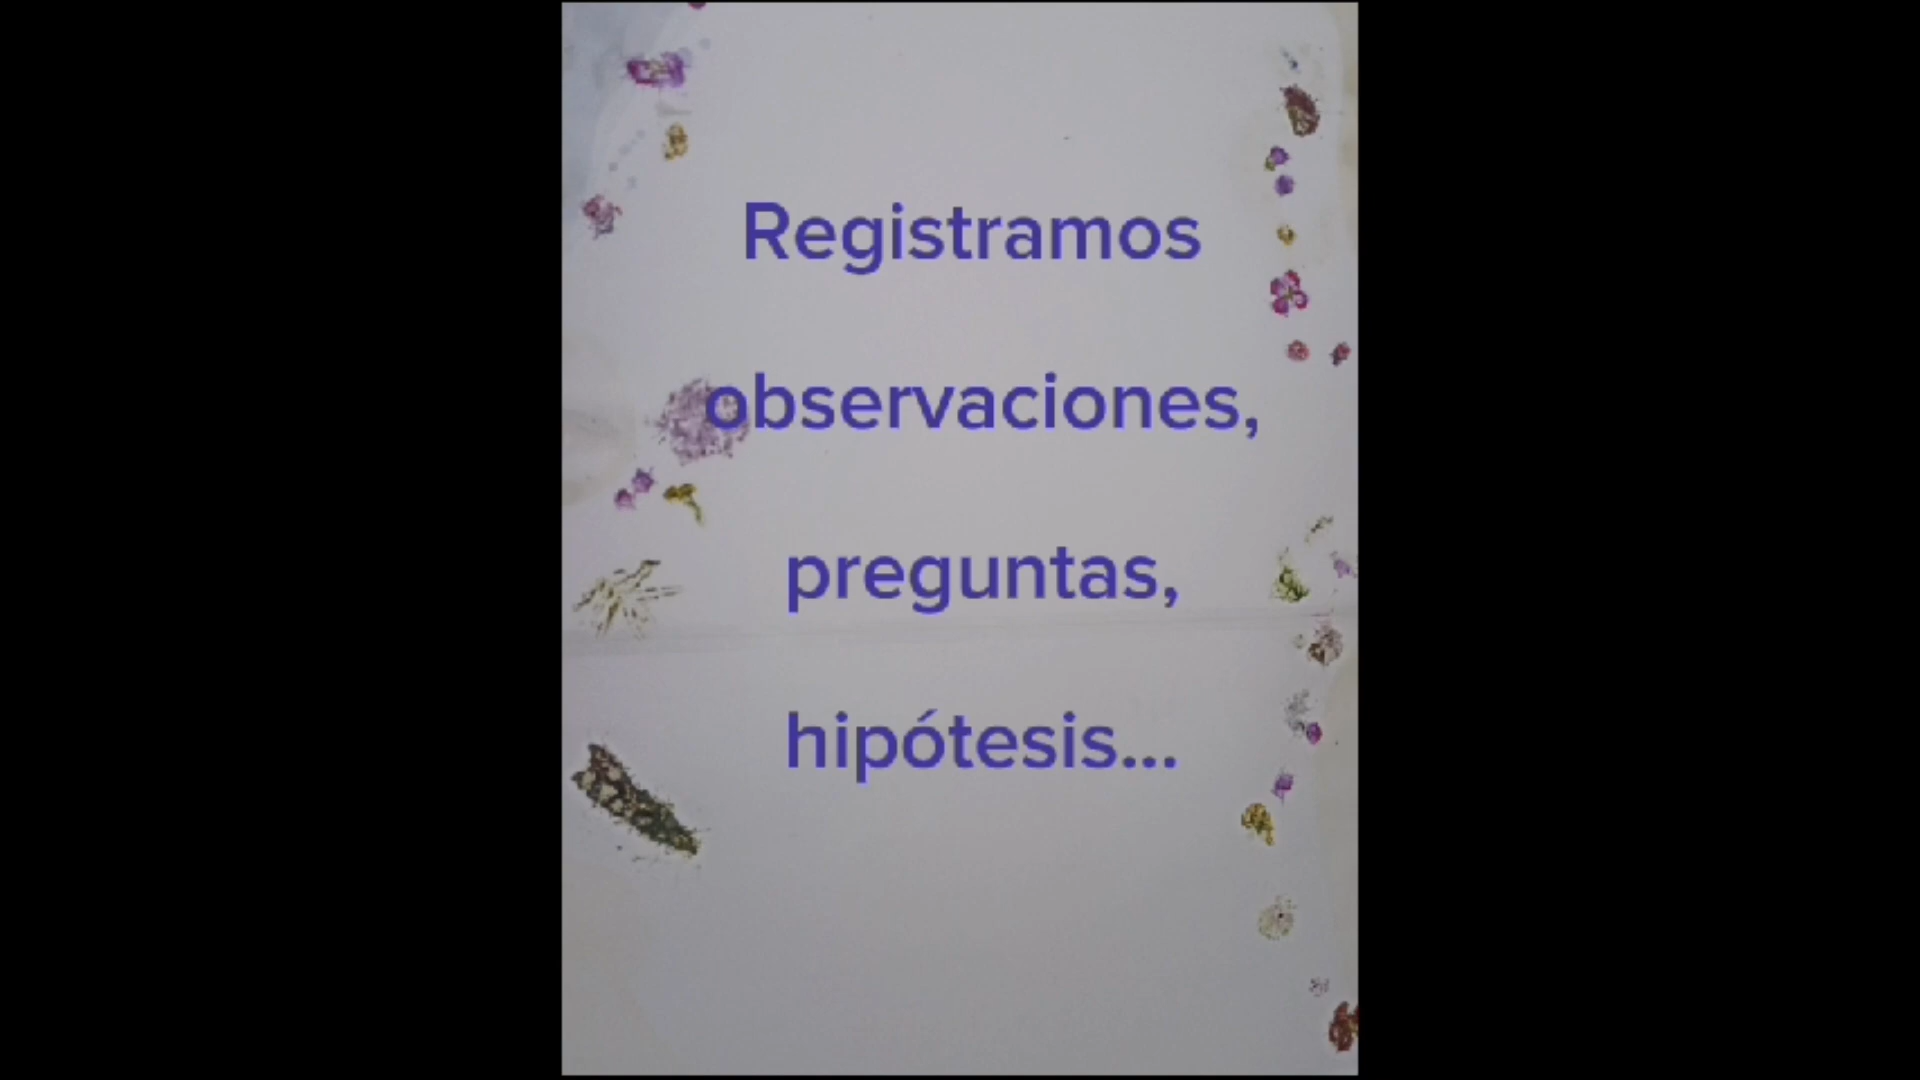 Registramos
observaciones,
preguntas,
hipótesis...